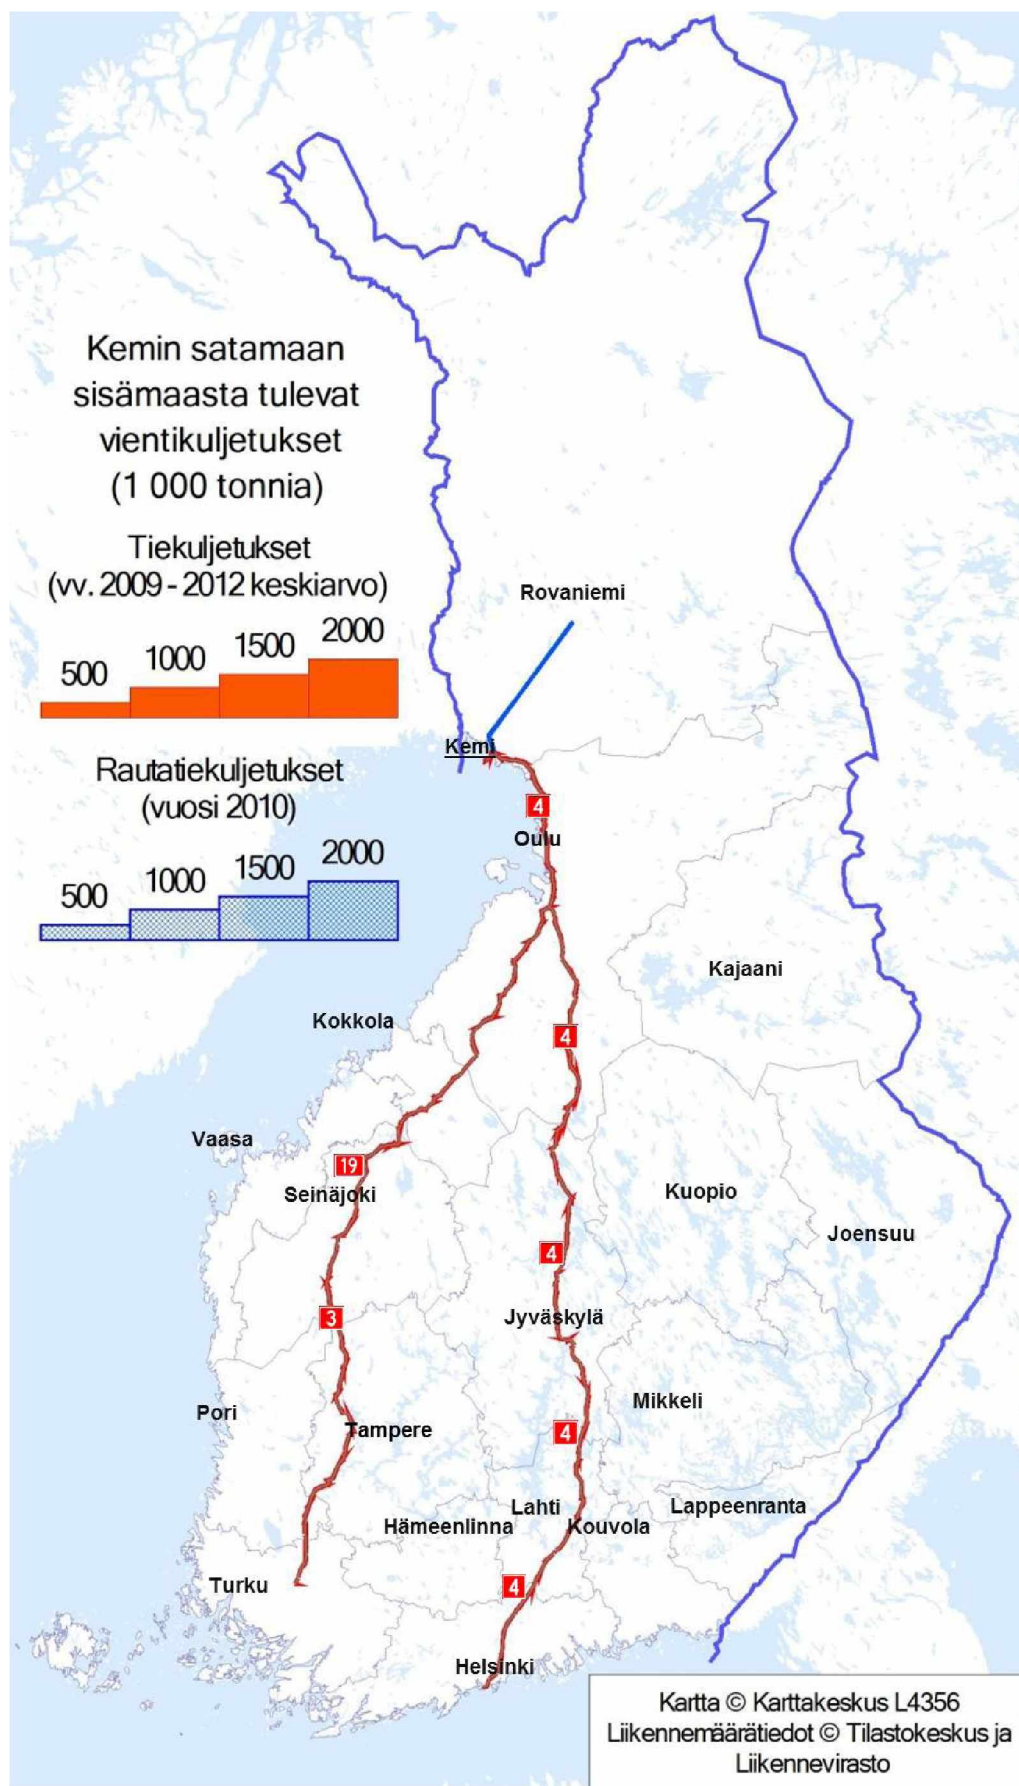 Kemin satamaan
sisämaasta tulevat
vientikuljetukset
(1 000 tonnia)
Tiekuljetukset
(vv. 2009 - 2012 keskiarvo)
500
1000
1500
2000
Rautatiekuljetukset
(vuosi 2010)
500
1000
1500
2000
Rovaniemi
Kemi
4
Oulu
Kajaani
Kokkola
4
Vaasa
19
Seinäjoki
Kuopio
Joensuu
4
3
Jyväskylä
Pori
Mikkeli
Tampere
4
Lahti
Lappeenranta
Hämeenlinna
Kouvola
Turku
4
Helsinki
Kartta © Karttakeskus L4356
Liikennemäärätiedot © Tilastokeskus ja
Liikennevirasto